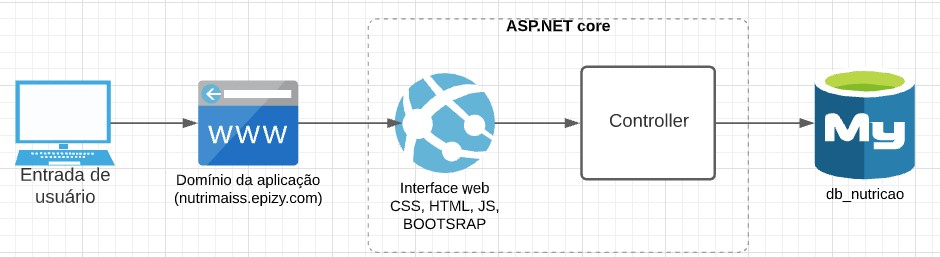 ASP.NET core
WWW
My
Controller
Entrada de
usuário
Domínio da aplicação
(nutrimaiss.epizy.com)
Interface web
CSS, HTML, JS,
BOOTSRAP
db_nutricao